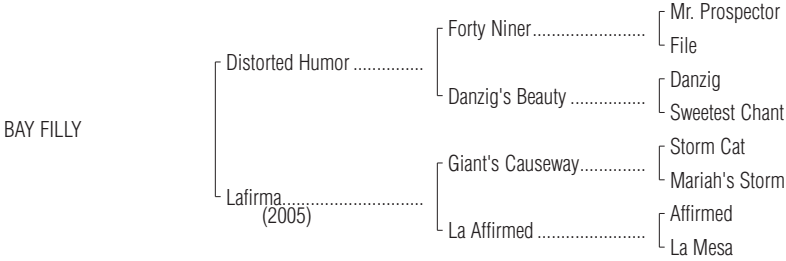 Mr. Prospector
Forty Niner........................
File
Distorted Humor ...............
Danzig
Danzig's Beauty ................
Sweetest Chant
BAY FILLY
Storm Cat
Giant's Causeway..............
Mariah's Storm
Lafirma..............................
(2005)
Affirmed
La Affirmed .......................
La Mesa